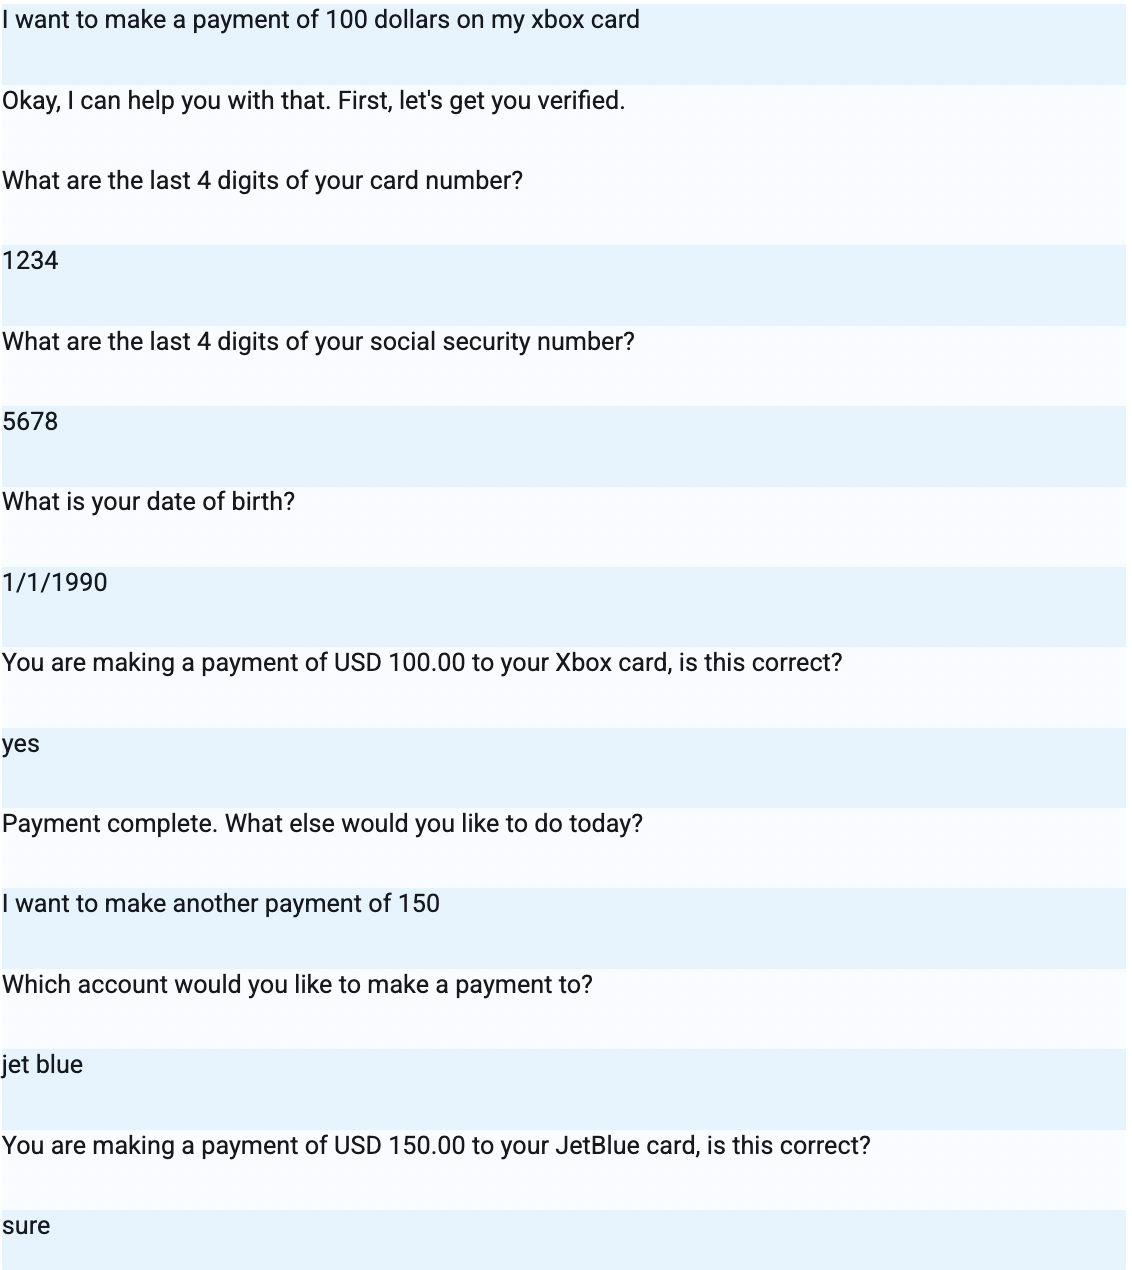 I want to make a payment of 100 dollars on my xbox card
Okay, I can help you with that. First, let's get you verified.
What are the last 4 digits of your card number?
1234
What are the last 4 digits of your social security number?
5678
What is your date of birth?
1/1/1990
You are making a payment of USD 100.00 to your Xbox card, is this correct?
yes
Payment complete. What else would you like to do today?
I want to make another payment of 150
Which account would you like to make a payment to?
jet blue
You are making a payment of USD 150.00 to your JetBlue card, is this correct?
sure